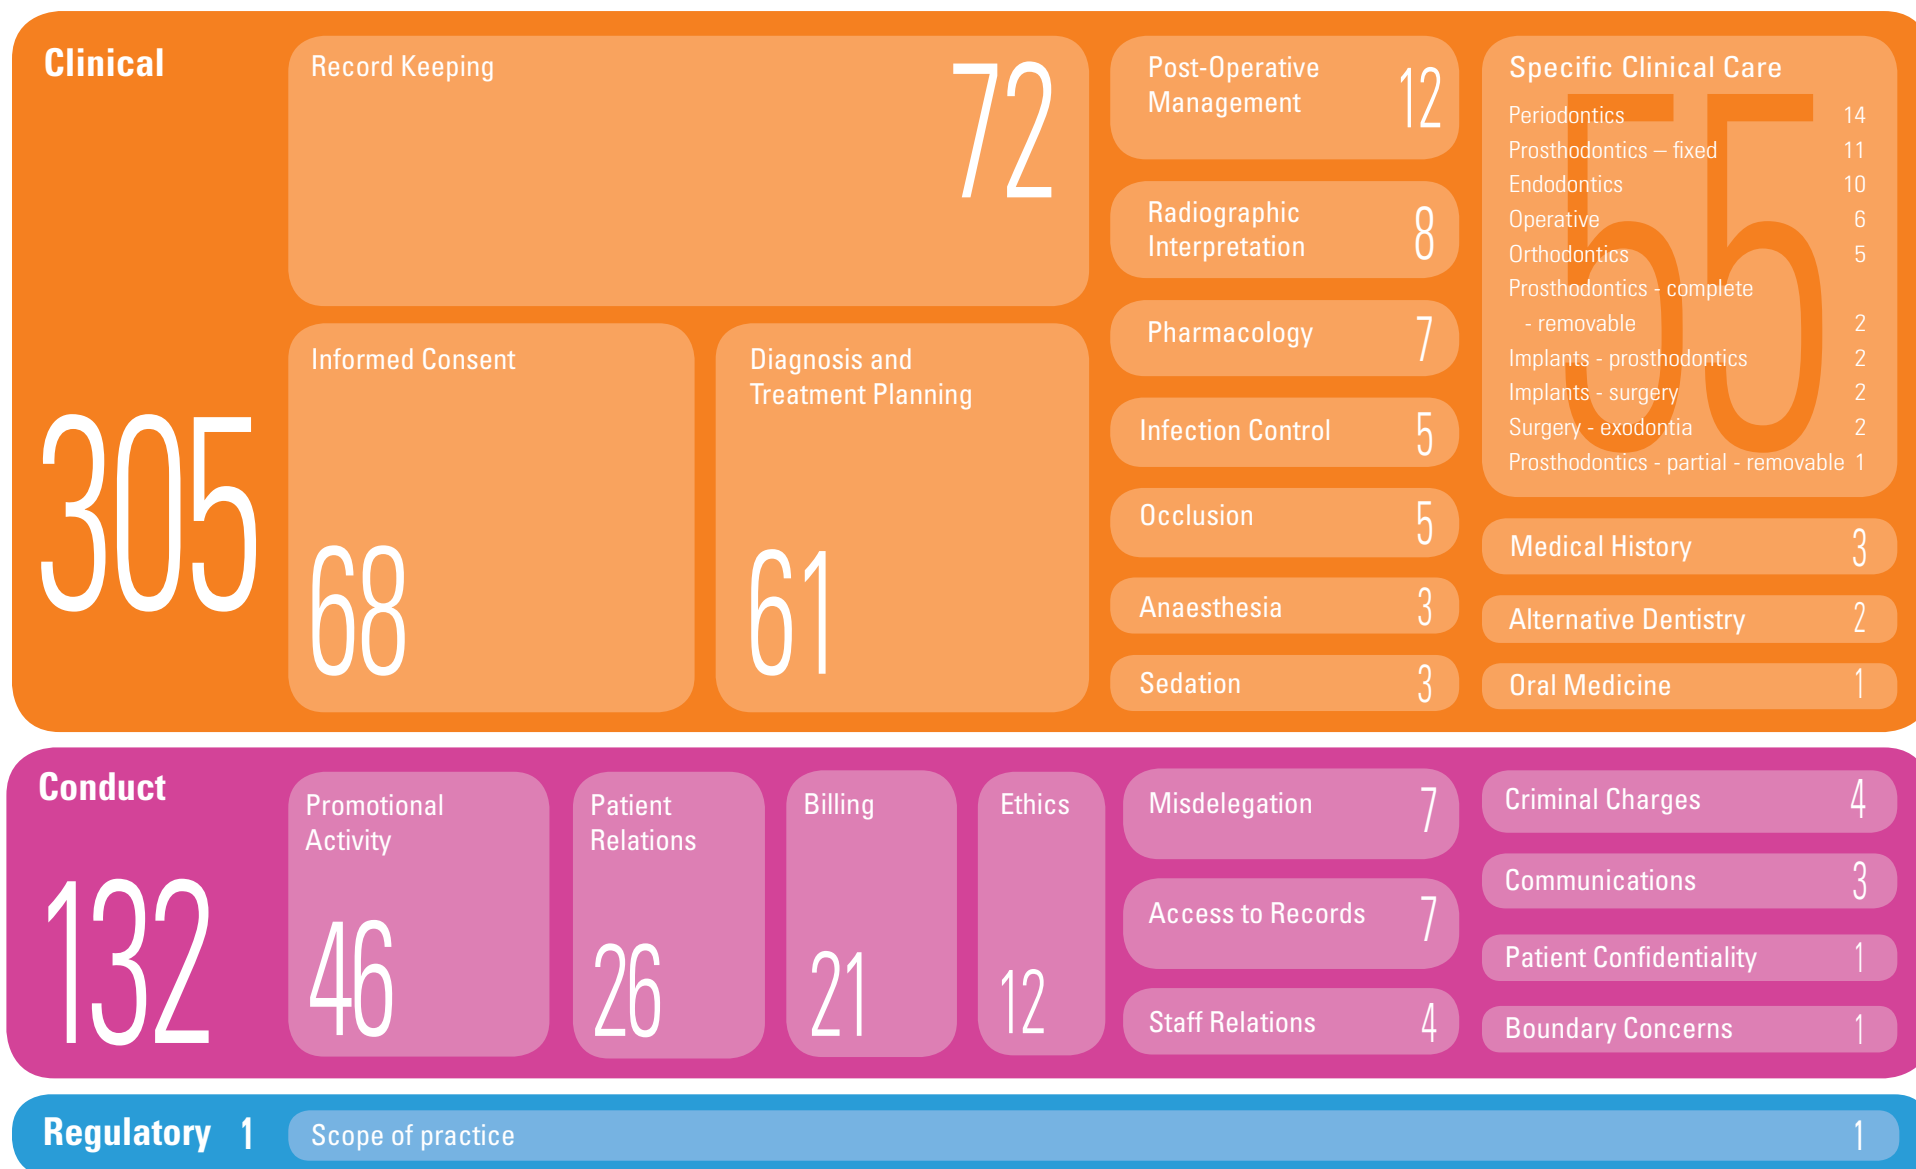 Clinical
305
Record Keeping
72
Informed Consent
68
Diagnosis and
Treatment Planning
61
Post-Operative
Management
12
Radiographic
Interpretation
8
Pharmacology 7
Infection Control 5
Occlusion 5
Anaesthesia 3
Sedation 3
Specific Clinical Care
55
Periodontics 14
Prosthodontics – fixed 11
Endodontics 10
Operative 6
Orthodontics 5
Prosthodontics - complete
- removable 2
Implants - prosthodontics 2
Implants - surgery 2
Surgery - exodontia 2
Prosthodontics - partial - removable 1
Medical History 3
Alternative Dentistry 2
Oral Medicine 1
Conduct
132
Promotional
Activity
46
Patient
Relations
26
Billing
21
Ethics
12
Misdelegation 7
Access to Records 7
Staff Relations 4
Criminal Charges 4
Communications 3
Patient Confidentiality 1
Boundary Concerns 1
Regulatory 1
Scope of practice 1